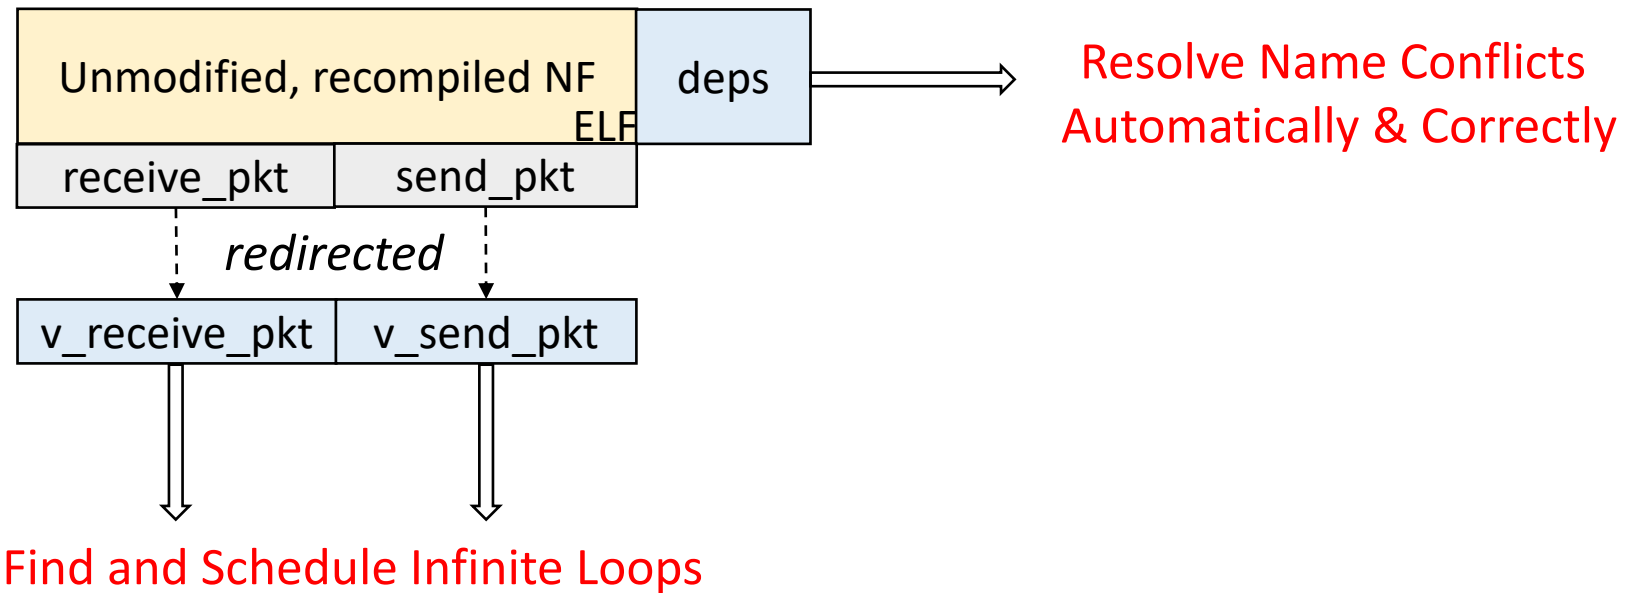 Unmodified, recompiled NF
ELF
deps
Resolve Name Conflicts
Automatically & Correctly
receive_pkt
send_pkt
redirected
v_receive_pkt
v_send_pkt
Find and Schedule Infinite Loops